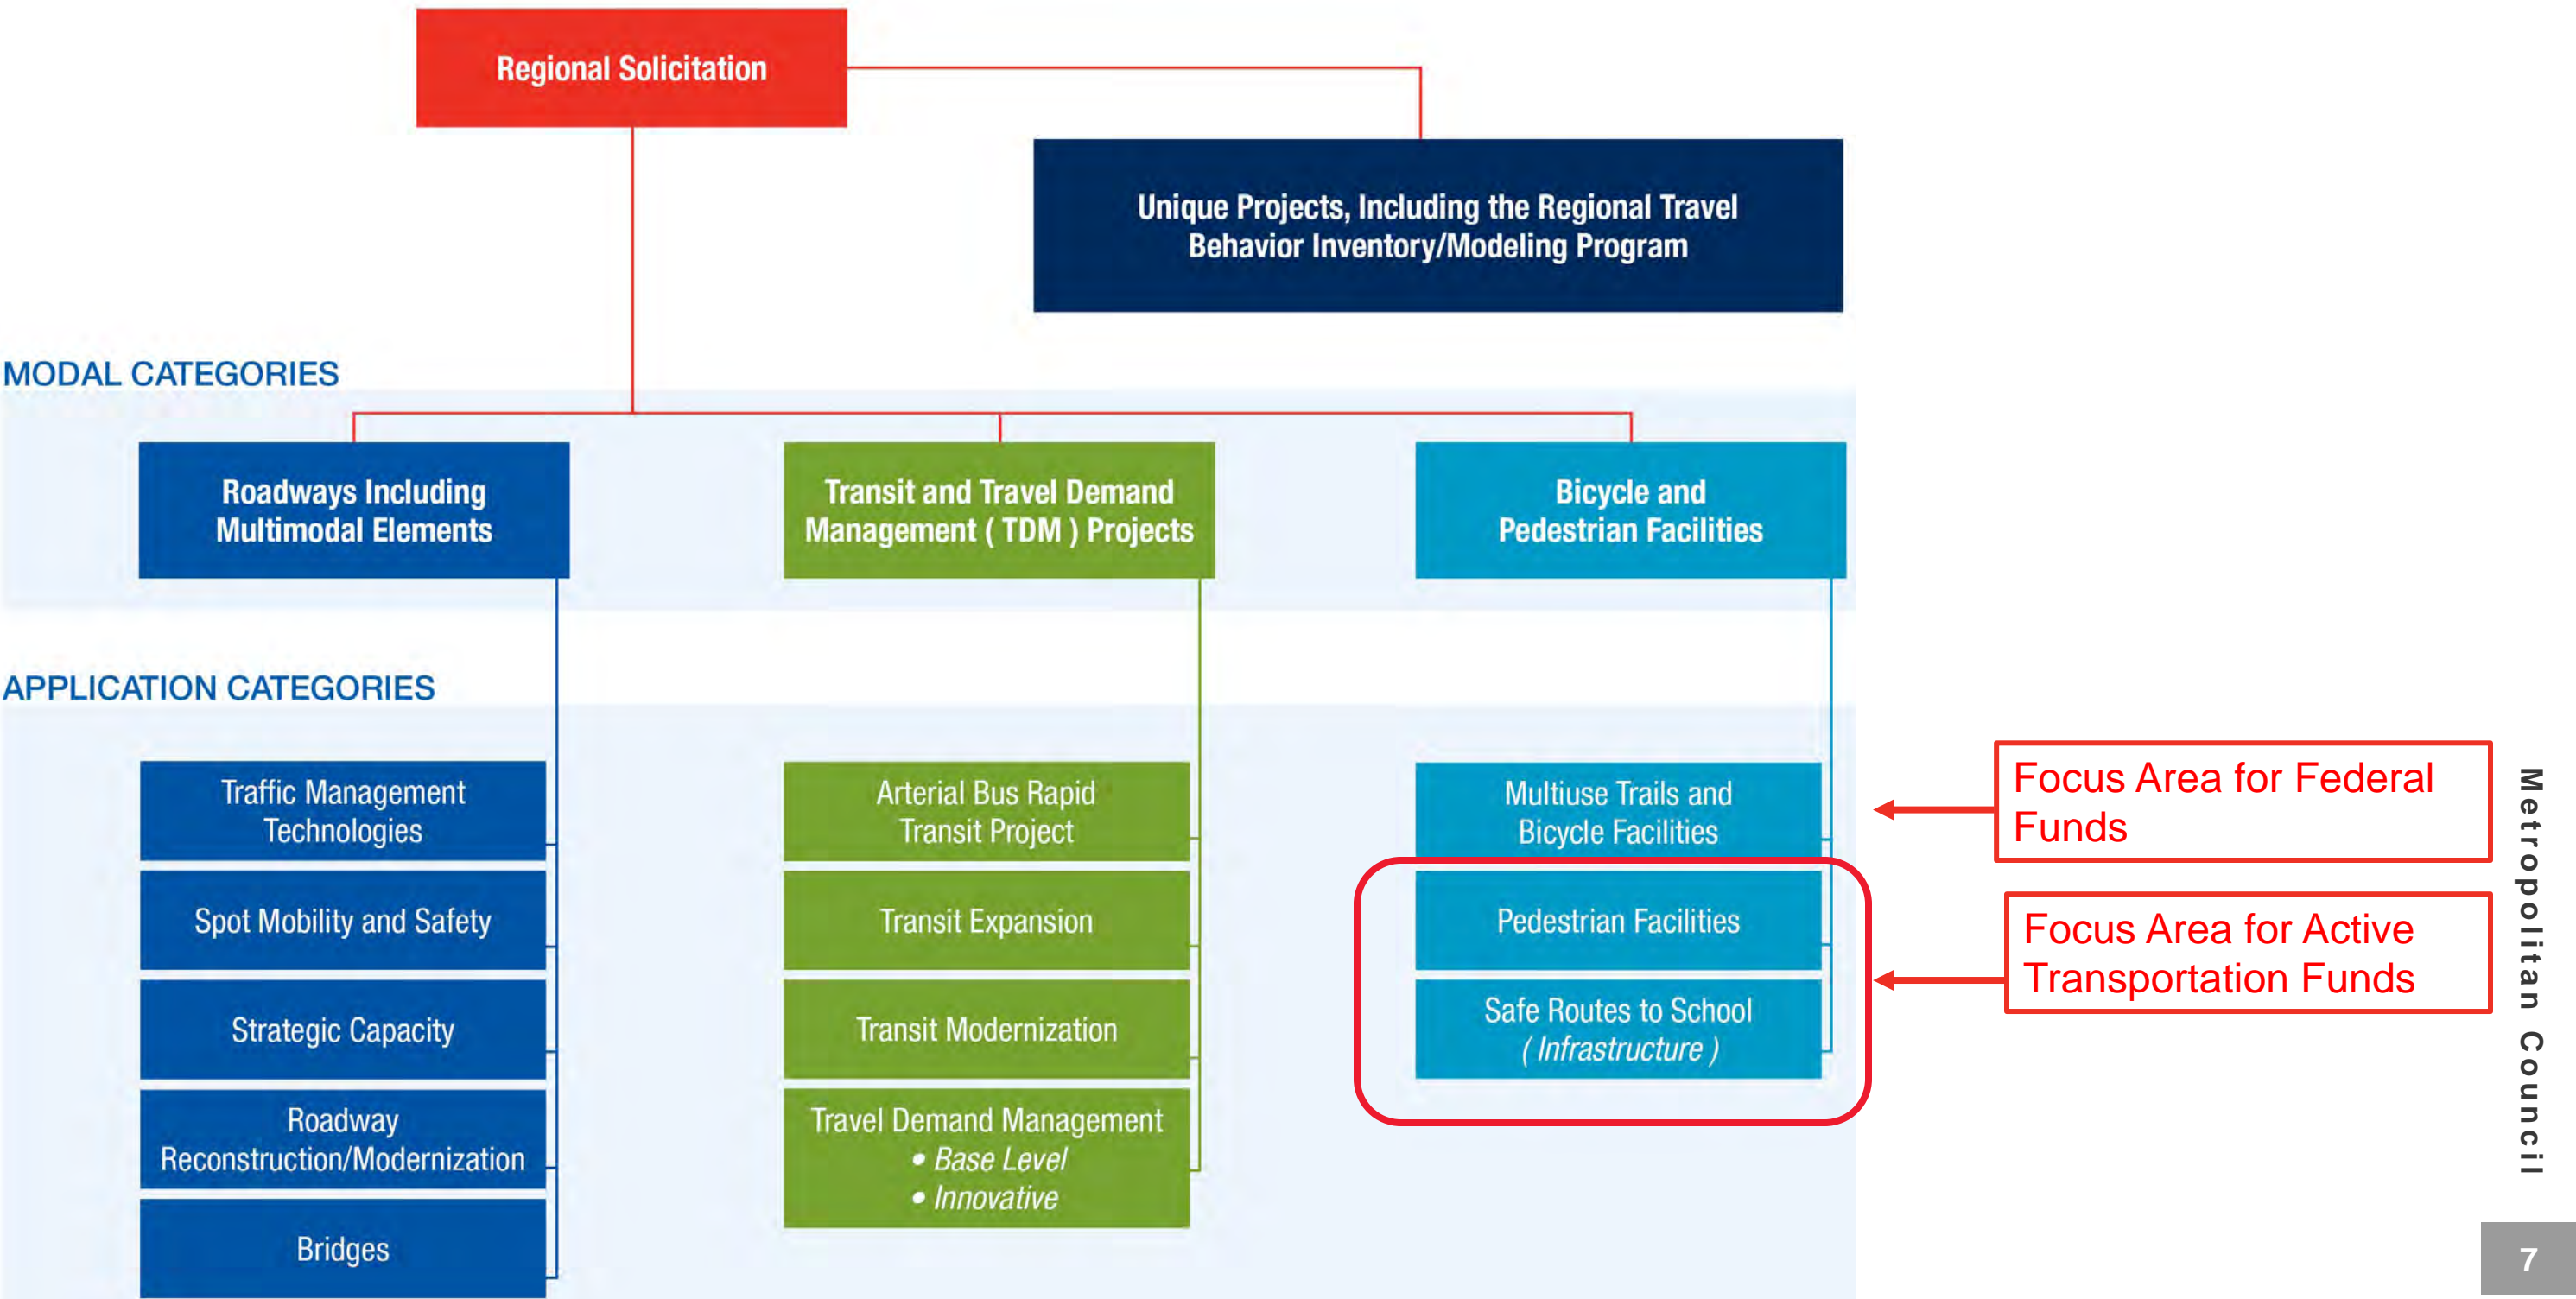 Regional Solicitation
Unique Projects, Including the Regional Travel
Behavior Inventory/Modeling Program
MODAL CATEGORIES
Roadways Including
Multimodal Elements
Transit and Travel Demand
Management ( TDM ) Projects
Bicycle and
Pedestrian Facilities
APPLICATION CATEGORIES
Traffic Management
Technologies
Spot Mobility and Safety
Strategic Capacity
Roadway
Reconstruction/Modernization
Bridges
Arterial Bus Rapid
Transit Project
Transit Expansion
Transit Modernization
Travel Demand Management
• Base Level
• Innovative
Multiuse Trails and
Bicycle Facilities
Pedestrian Facilities
Safe Routes to School
( Infrastructure )
Focus Area for Federal
Funds
Focus Area for Active
Transportation Funds
Metropolitan Council
7